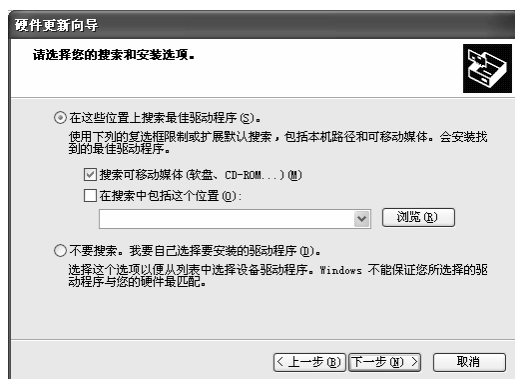 硬件更新向导
请选择您的搜索和安装选项。
在这些位置上搜索最佳驱动程序(S)。
使用下列的复选框限制或扩展默认搜索，包括本机路径和可移动媒体。会安装找
到的最佳驱动程序。
搜索可移动媒体(软盘、CD-ROM...)(M)
在搜索中包括这个位置(O):
浏览(R)
不要搜索。我要自己选择要安装的驱动程序(D)。
选择这个选项以便从列表中选择设备驱动程序。Windows 不能保证您所选择的驱
动程序与您的硬件最匹配。
< 上一步(B) 下一步(N) > 取消